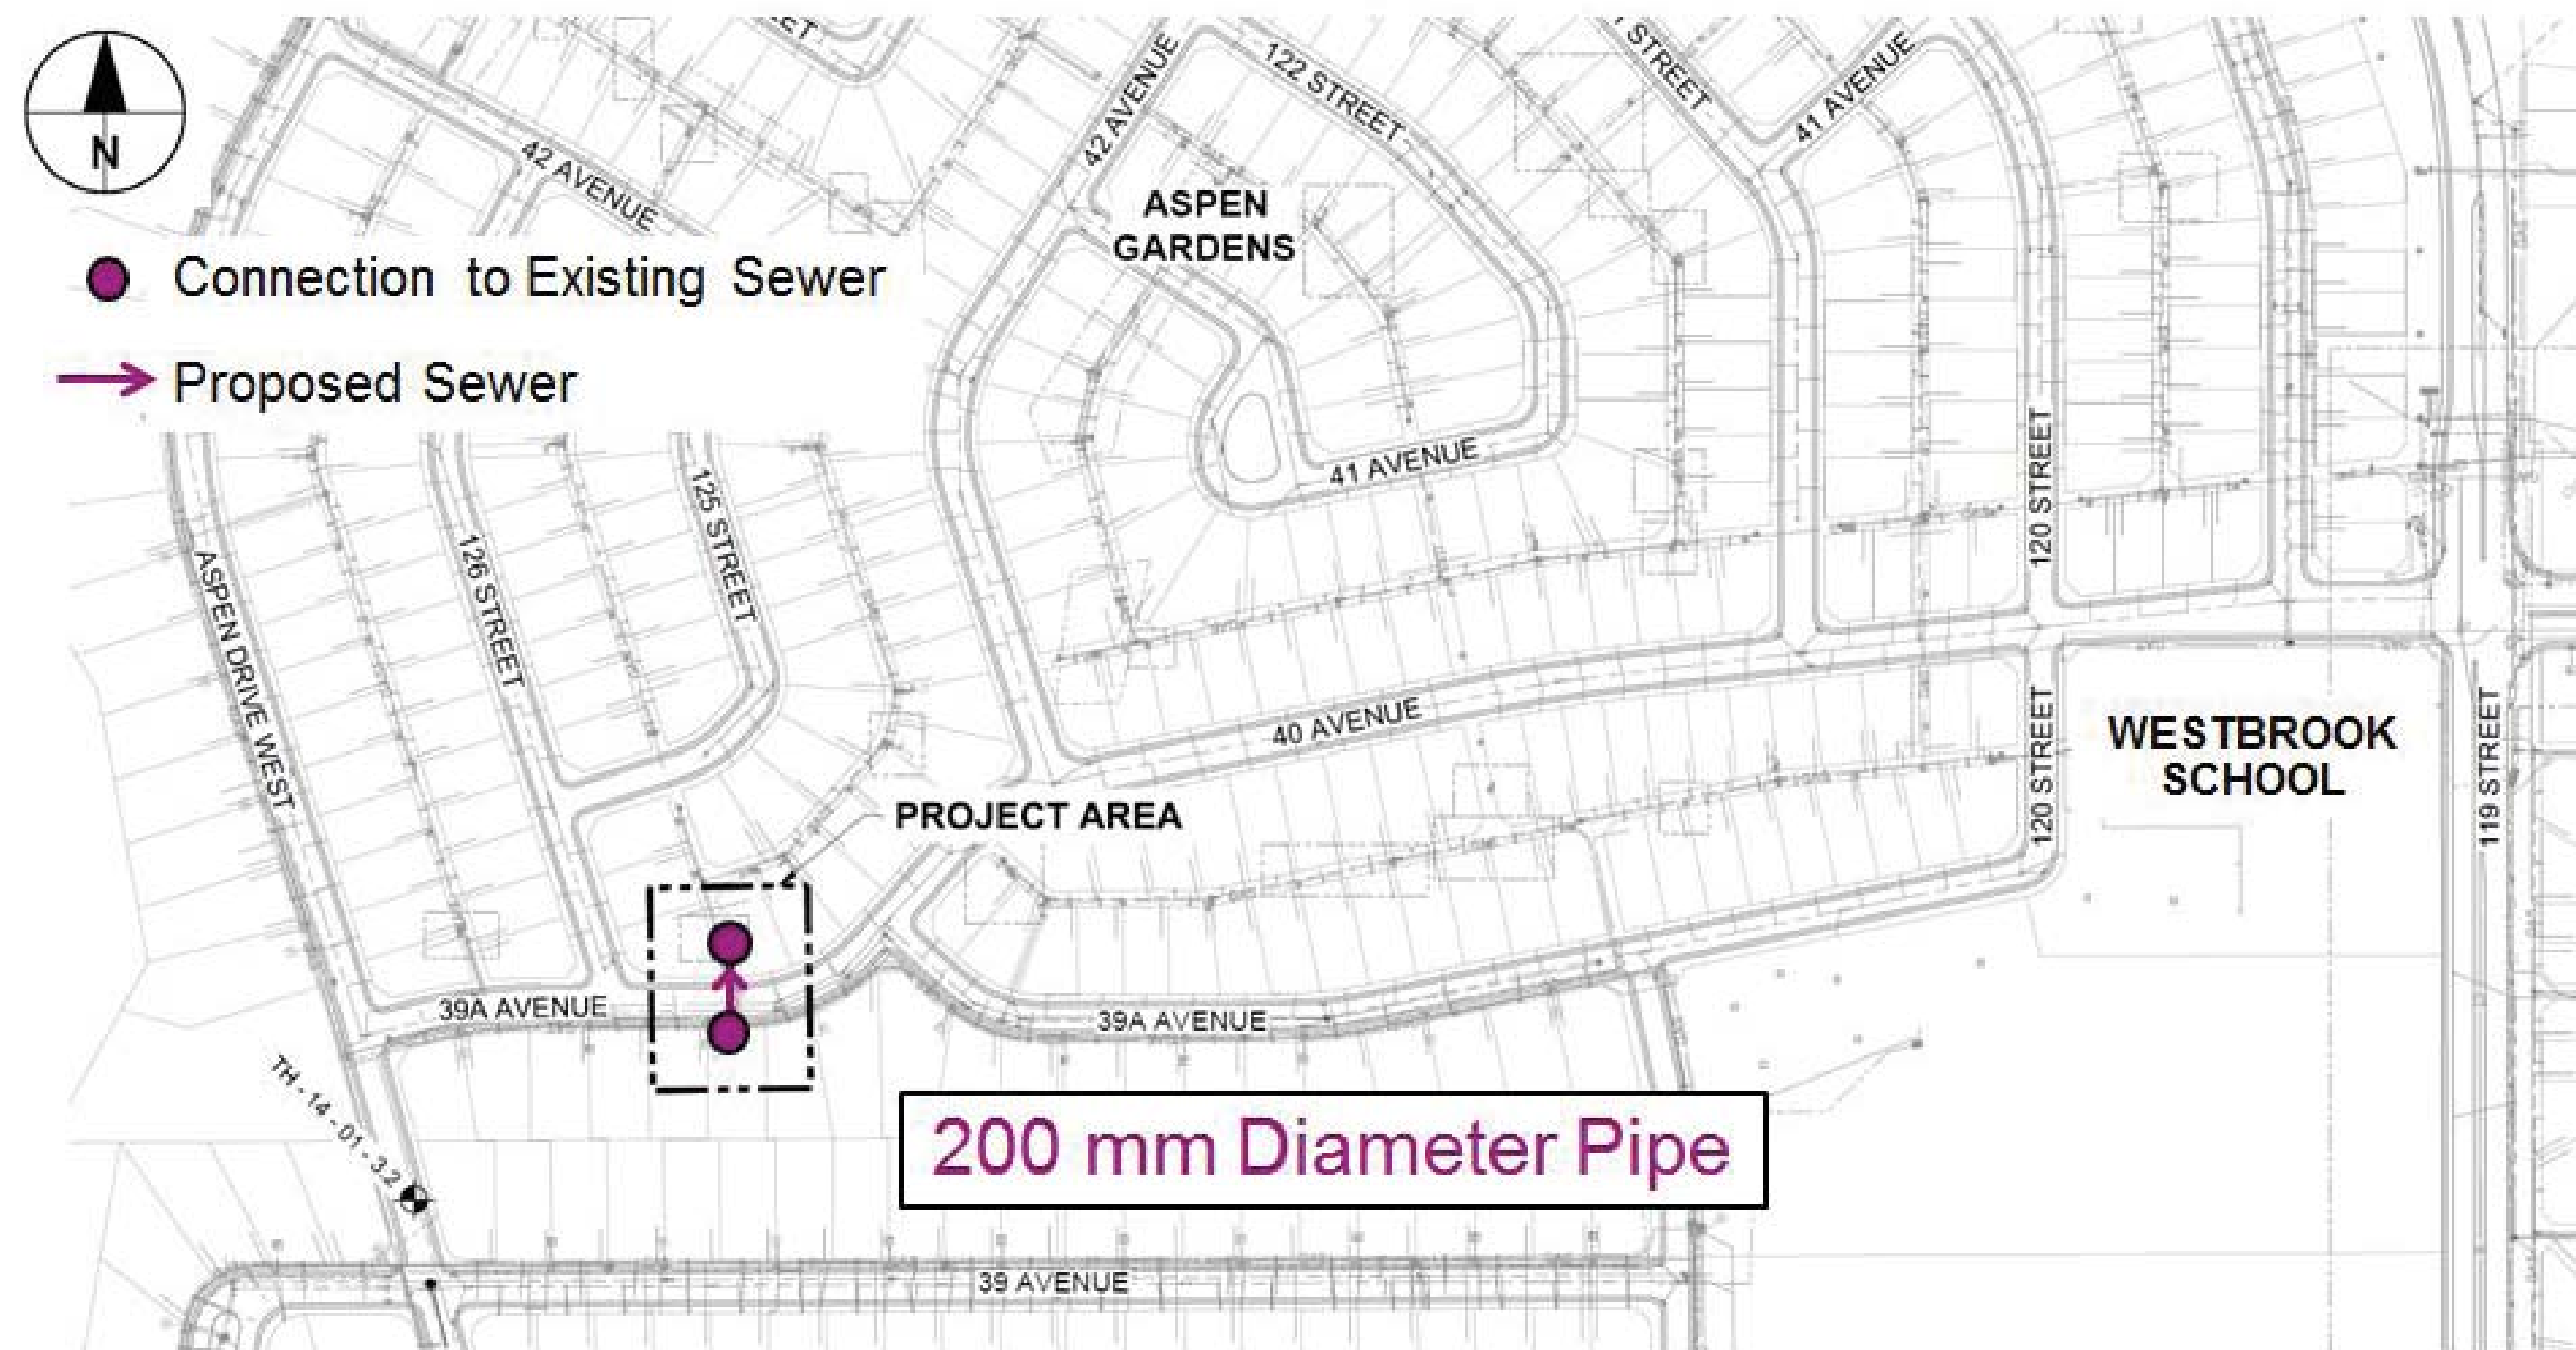 N
42 AVENUE
42 AVENUE
122 STREET
STREET
41 AVENUE
ASPEN
GARDENS
Connection to Existing Sewer
Proposed Sewer
41 AVENUE
120 STREET
125 STREET
126 STREET
ASPEN DRIVE WEST
40 AVENUE
WESTBROOK
SCHOOL
120 STREET
119 STREET
PROJECT AREA
39A AVENUE
39A AVENUE
TH - 14 - 01 - 3.2
200 mm Diameter Pipe
39 AVENUE